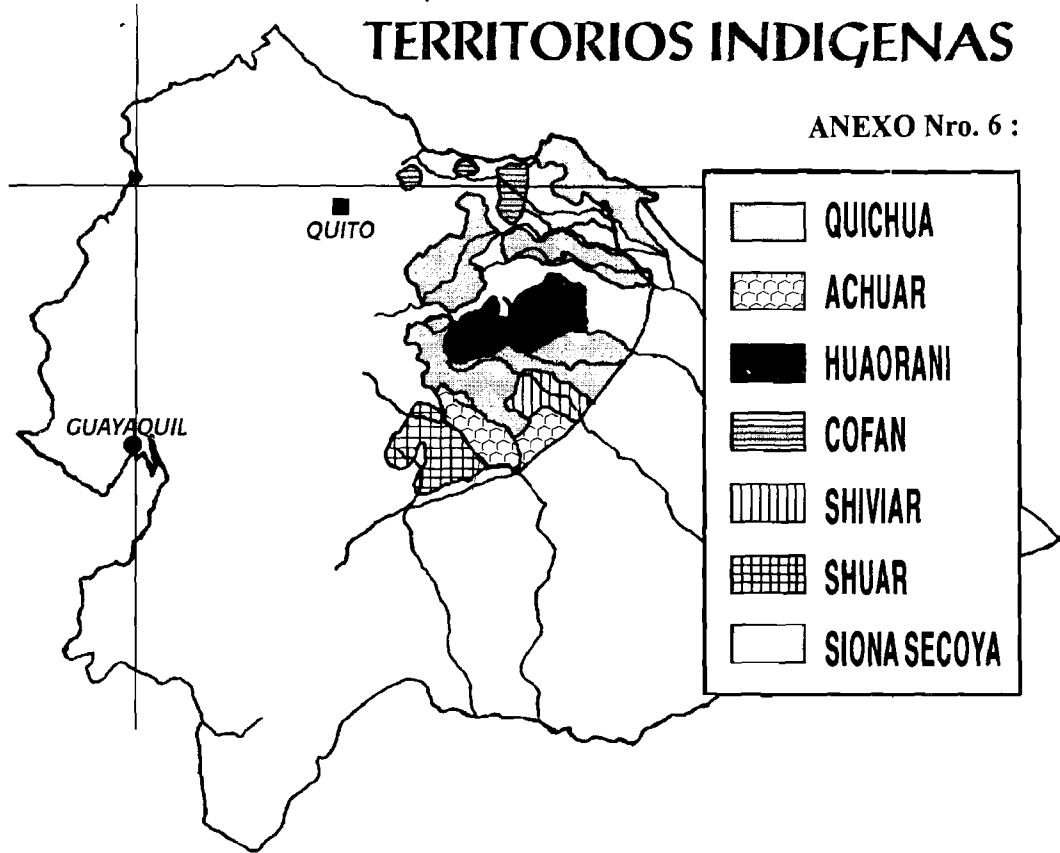 TERRITORIOS INDIGENAS
ANEXO Nro. 6 :
QUITO
GUAYAQUIL
QUICHUA
ACHUAR
HUAORANI
COFAN
SHIVIAR
SHUAR
SIONA SECOYA